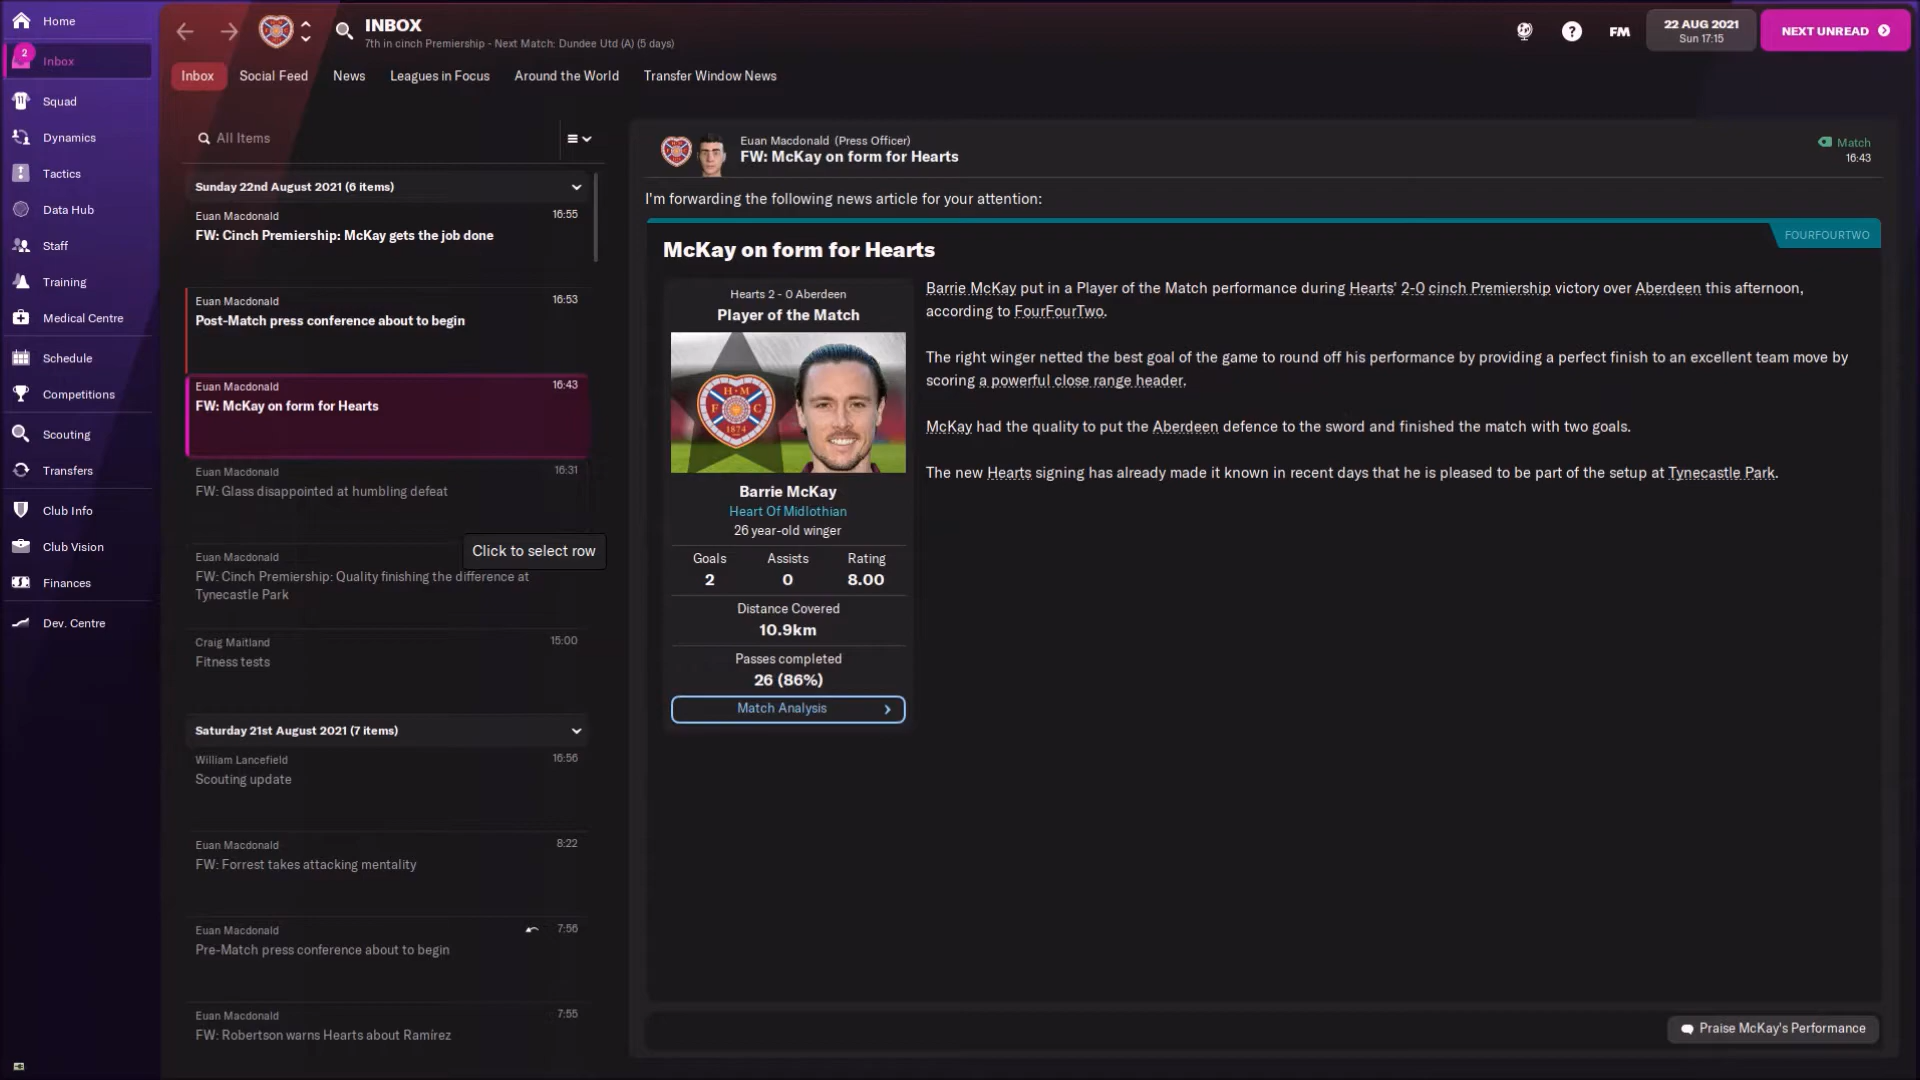 Home
2
Inbox
Squad
Dynamics
Tactics
Data Hub
Staff
Training
Medical Centre
Schedule
Competitions
Scouting
Transfers
Club Info
Club Vision
Finances
Dev. Centre
INBOX
7th in cinch Premiership - Next Match: Dundee Utd (A) (5 days)
FM
22 AUG 2021
Sun 17:15
NEXT UNREAD
Inbox
Social Feed
News
Leagues in Focus
Around the World
Transfer Window News
All Items
Sunday 22nd August 2021 (6 items)
Euan Macdonald 16:55
FW: Cinch Premiership: McKay gets the job done
Euan Macdonald 16:53
Post-Match press conference about to begin
Euan Macdonald 16:43
FW: McKay on form for Hearts
Euan Macdonald 16:31
FW: Glass disappointed at humbling defeat
Click to select row
Euan Macdonald
FW: Cinch Premiership: Quality finishing the difference at
Tynecastle Park
Craig Maitland 15:00
Fitness tests
Saturday 21st August 2021 (7 items)
William Lancefield 16:56
Scouting update
Euan Macdonald 8:22
FW: Forrest takes attacking mentality
Euan Macdonald 7:56
Pre-Match press conference about to begin
Euan Macdonald 7:55
FW: Robertson warns Hearts about Ramírez
Euan Macdonald (Press Officer)
FW: McKay on form for Hearts
Match
16:43
I'm forwarding the following news article for your attention:
FOURFOURTWO
McKay on form for Hearts
Hearts 2 - 0 Aberdeen
Player of the Match
H M
F C
1874
Barrie McKay
Heart Of Midlothian
26 year-old winger
Goals Assists Rating
2 0 8.00
Distance Covered
10.9km
Passes completed
26 (86%)
Match Analysis
Barrie McKay put in a Player of the Match performance during Hearts' 2-0 cinch Premiership victory over Aberdeen this afternoon,
according to FourFourTwo.
The right winger netted the best goal of the game to round off his performance by providing a perfect finish to an excellent team move by
scoring a powerful close range header.
McKay had the quality to put the Aberdeen defence to the sword and finished the match with two goals.
The new Hearts signing has already made it known in recent days that he is pleased to be part of the setup at Tynecastle Park.
Praise McKay's Performance